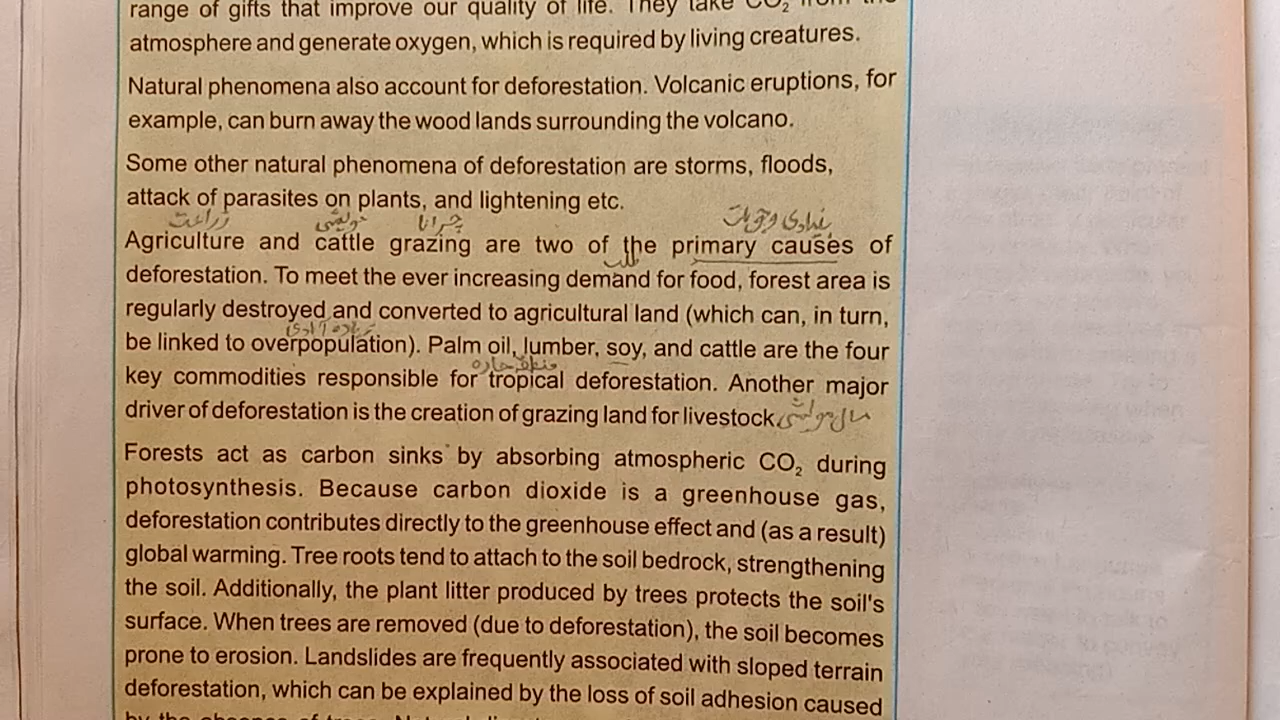 range of gifts that improve our quality of life. They take CO₂ from the
atmosphere and generate oxygen, which is required by living creatures.
Natural phenomena also account for deforestation. Volcanic eruptions, for
example, can burn away the wood lands surrounding the volcano.
Some other natural phenomena of deforestation are storms, floods,
attack of parasites on plants, and lightening etc.
زراعت مویشی چرانا بنیادی وجوہات
Agriculture and cattle grazing are two of the primary causes of
طلب
deforestation. To meet the ever increasing demand for food, forest area is
regularly destroyed and converted to agricultural land (which can, in turn,
زیادہ آبادی
be linked to overpopulation). Palm oil, lumber, soy, and cattle are the four
منطقہ حارہ
key commodities responsible for tropical deforestation. Another major
driver of deforestation is the creation of grazing land for livestock. مال مویشی
Forests act as carbon sinks by absorbing atmospheric CO₂ during
photosynthesis. Because carbon dioxide is a greenhouse gas,
deforestation contributes directly to the greenhouse effect and (as a result)
global warming. Tree roots tend to attach to the soil bedrock, strengthening
the soil. Additionally, the plant litter produced by trees protects the soil's
surface. When trees are removed (due to deforestation), the soil becomes
prone to erosion. Landslides are frequently associated with sloped terrain
deforestation, which can be explained by the loss of soil adhesion caused